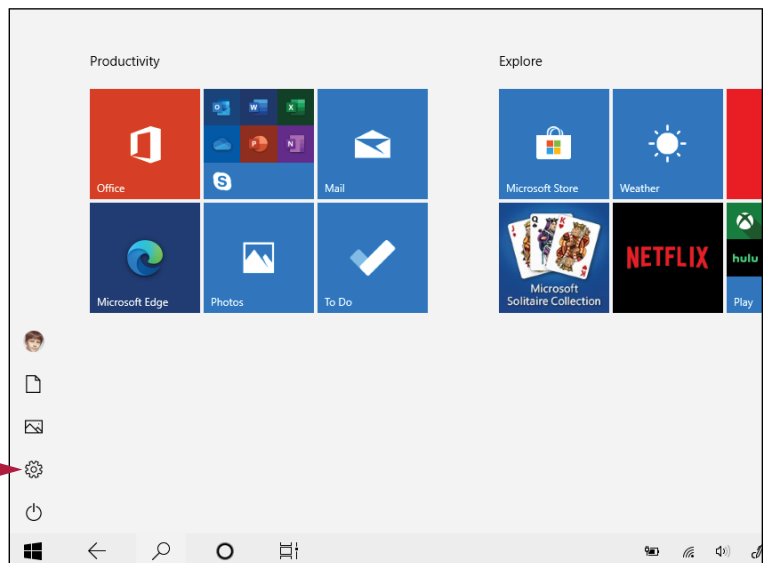 Productivity
Explore
Office
Mail
Microsoft Store
Weather
Microsoft Edge
Photos
To Do
Microsoft
Solitaire Collection
NETFLIX
hulu
Play